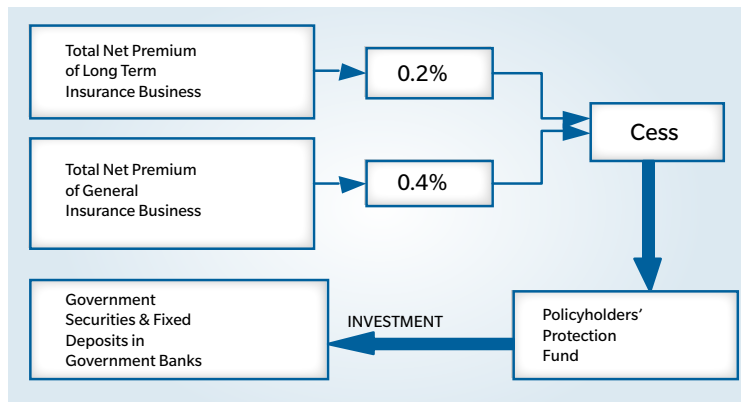 Total Net Premium
of Long Term
Insurance Business
0.2%
Cess
Total Net Premium
of General
Insurance Business
0.4%
Government
Securities & Fixed
Deposits in
Government Banks
INVESTMENT
Policyholders’
Protection
Fund